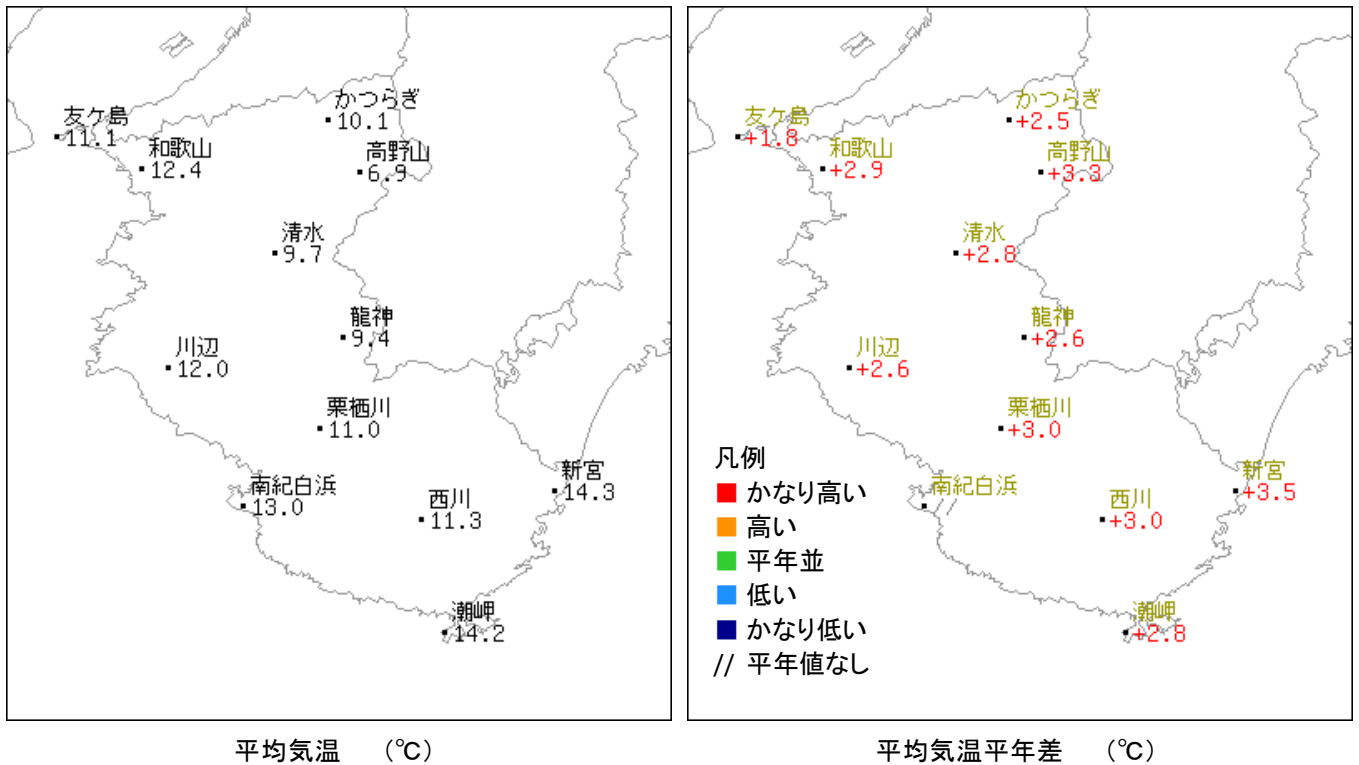 かつらぎ
10.1
友ケ島
11.1
和歌山
12.4
高野山
6.9
清水
9.7
龍神
9.4
川辺
12.0
栗栖川
11.0
新宮
14.3
南紀白浜
13.0
西川
11.3
潮岬
14.2
平均気温 (℃)
かつらぎ
+2.5
友ケ島
+1.8
和歌山
+2.9
高野山
+3.3
清水
+2.8
龍神
+2.6
川辺
+2.6
栗栖川
+3.0
新宮
+3.5
南紀白浜
//
西川
+3.0
潮岬
+2.8
凡例
かなり高い
高い
平年並
低い
かなり低い
// 平年値なし
平均気温平年差 (℃)